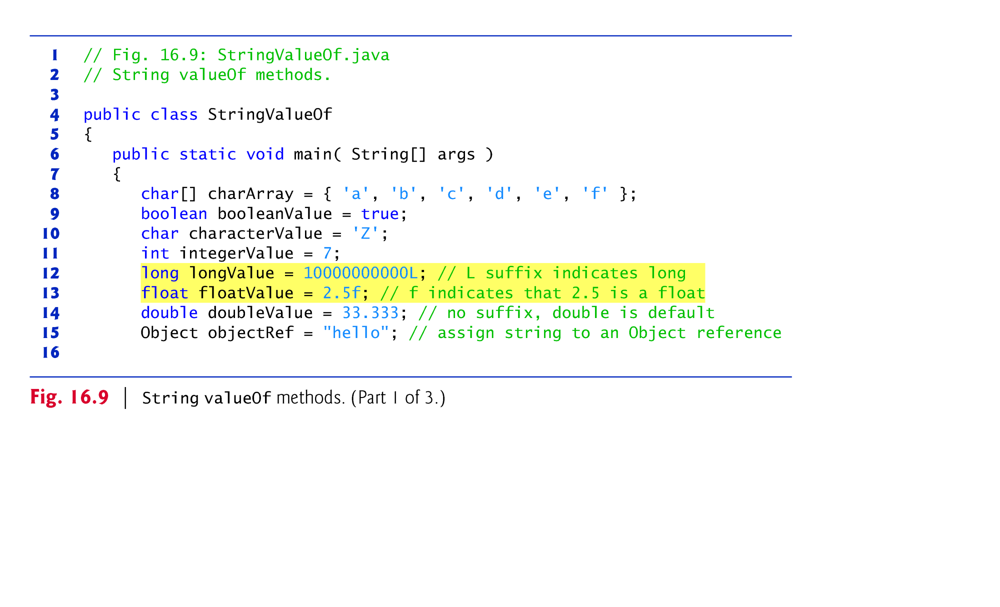 1 // Fig. 16.9: StringValueOf.java
2 // String valueOf methods.
3
4 public class StringValueOf
5 {
6 public static void main( String[] args )
7 {
8 char[] charArray = { 'a', 'b', 'c', 'd', 'e', 'f' };
9 boolean booleanValue = true;
10 char characterValue = 'Z';
11 int integerValue = 7;
12 long longValue = 10000000000L; // L suffix indicates long
13 float floatValue = 2.5f; // f indicates that 2.5 is a float
14 double doubleValue = 33.333; // no suffix, double is default
15 Object objectRef = "hello"; // assign string to an Object reference
16
Fig. 16.9 | String valueOf methods. (Part 1 of 3.)